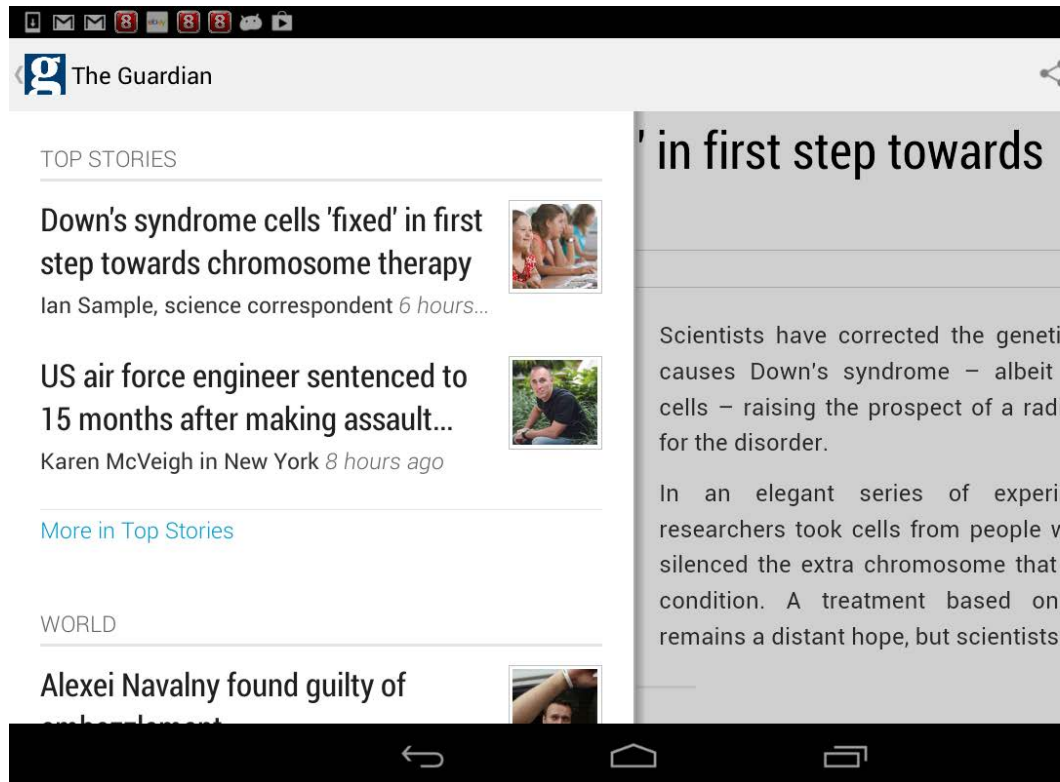 8 8 8
g The Guardian
TOP STORIES
Down's syndrome cells 'fixed' in first
step towards chromosome therapy
Ian Sample, science correspondent 6 hours...
US air force engineer sentenced to
15 months after making assault...
Karen McVeigh in New York 8 hours ago
More in Top Stories
WORLD
Alexei Navalny found guilty of
embezzlement
' in first step towards
Scientists have corrected the geneti
causes Down's syndrome – albeit
cells – raising the prospect of a rad
for the disorder.
In an elegant series of experi
researchers took cells from people w
silenced the extra chromosome that
condition. A treatment based on
remains a distant hope, but scientists